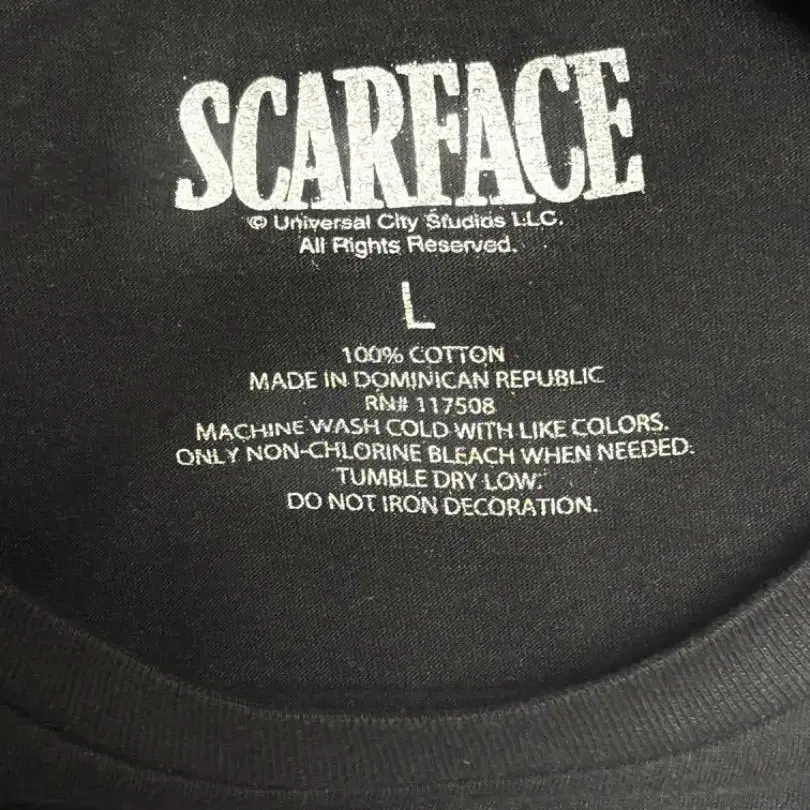 SCARFACE
© Universal City Studios LLC.
All Rights Reserved.
L
100% COTTON
MADE IN DOMINICAN REPUBLIC
RN# 117508
MACHINE WASH COLD WITH LIKE COLORS.
ONLY NON-CHLORINE BLEACH WHEN NEEDED.
TUMBLE DRY LOW.
DO NOT IRON DECORATION.